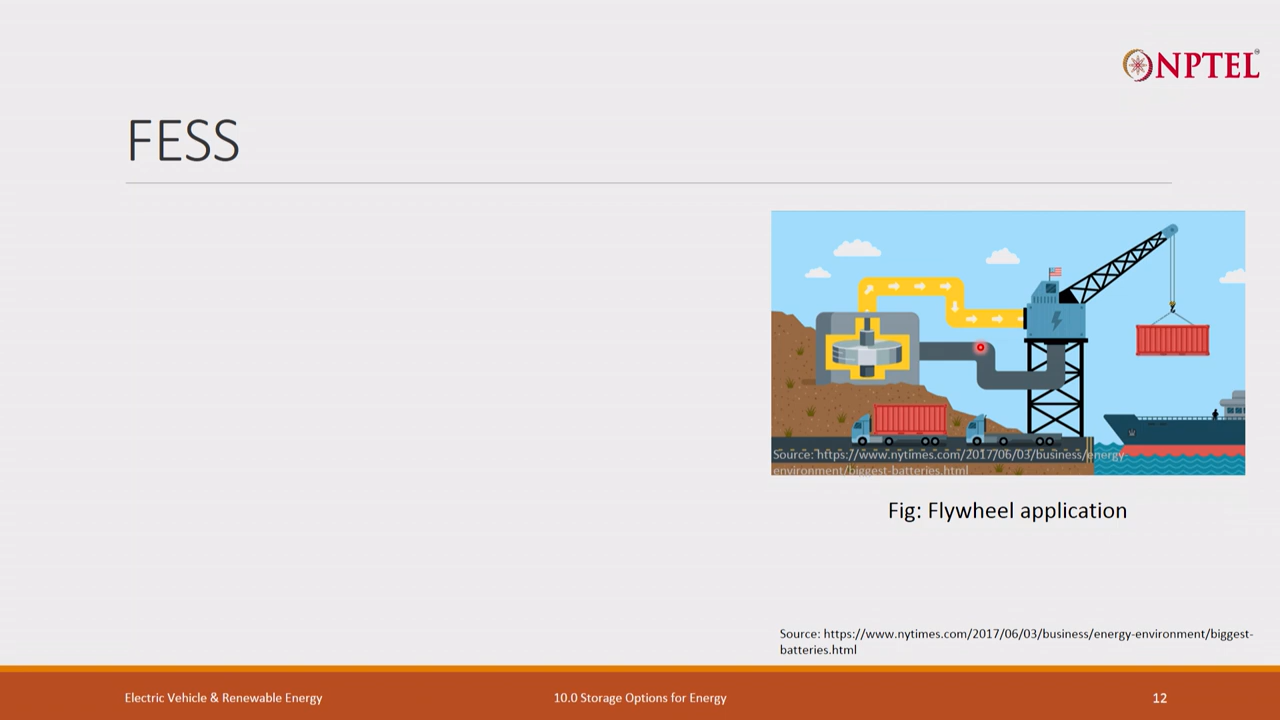 NPTEL
FESS
Source: https://www.nytimes.com/2017/06/03/business/energy-
environment/biggest-batteries.html
Fig: Flywheel application
Source: https://www.nytimes.com/2017/06/03/business/energy-environment/biggest-
batteries.html
Electric Vehicle & Renewable Energy
10.0 Storage Options for Energy
12